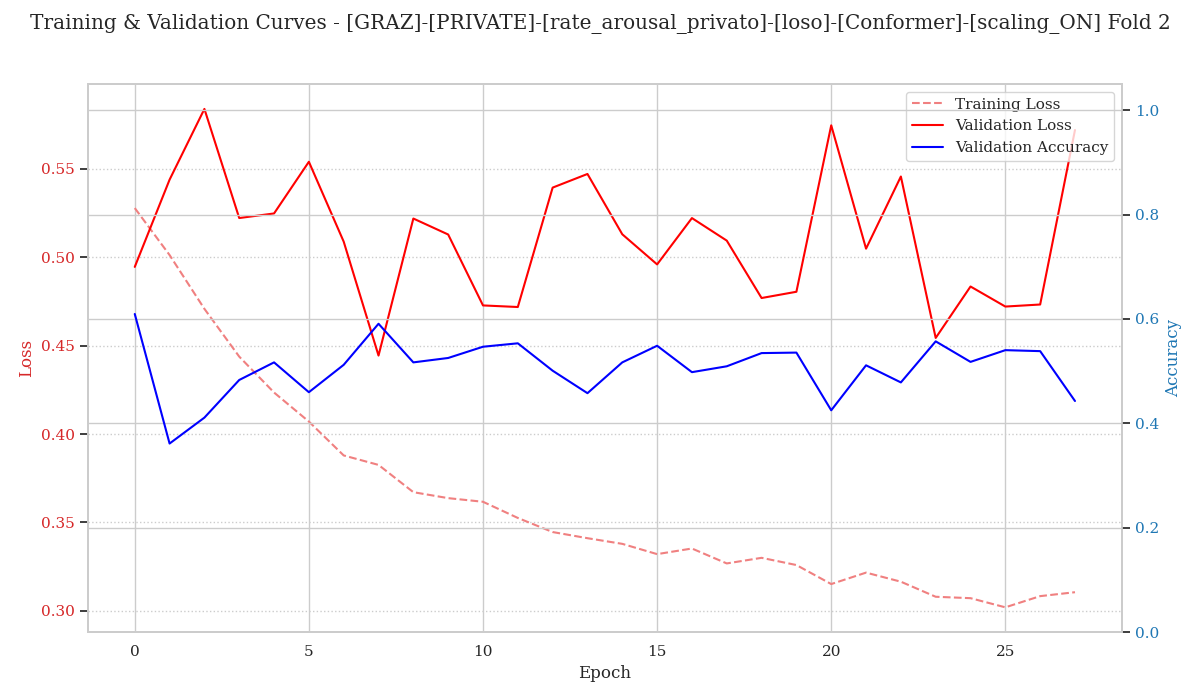 Training & Validation Curves - [GRAZ]-[PRIVATE]-[rate_arousal_privato]-[loso]-[Conformer]-[scaling_ON] Fold 2
Training Loss
Validation Loss
Validation Accuracy
Loss
0.55
0.50
0.45
0.40
0.35
0.30
1.0
0.8
0.6
0.4
0.2
0.0
Accuracy
0
5
10
15
20
25
Epoch